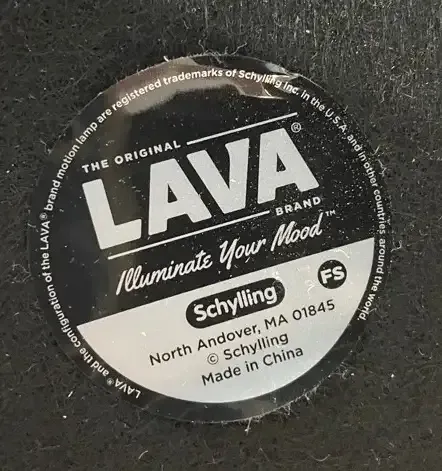 LAVA® and the configuration of the LAVA® brand motion lamp are registered trademarks of Schylling Inc. in the U.S.A. and in other countries around the world.
THE ORIGINAL
LAVA®
BRAND
Illuminate Your Mood™
Schylling
FS
North Andover, MA 01845
© Schylling
Made in China